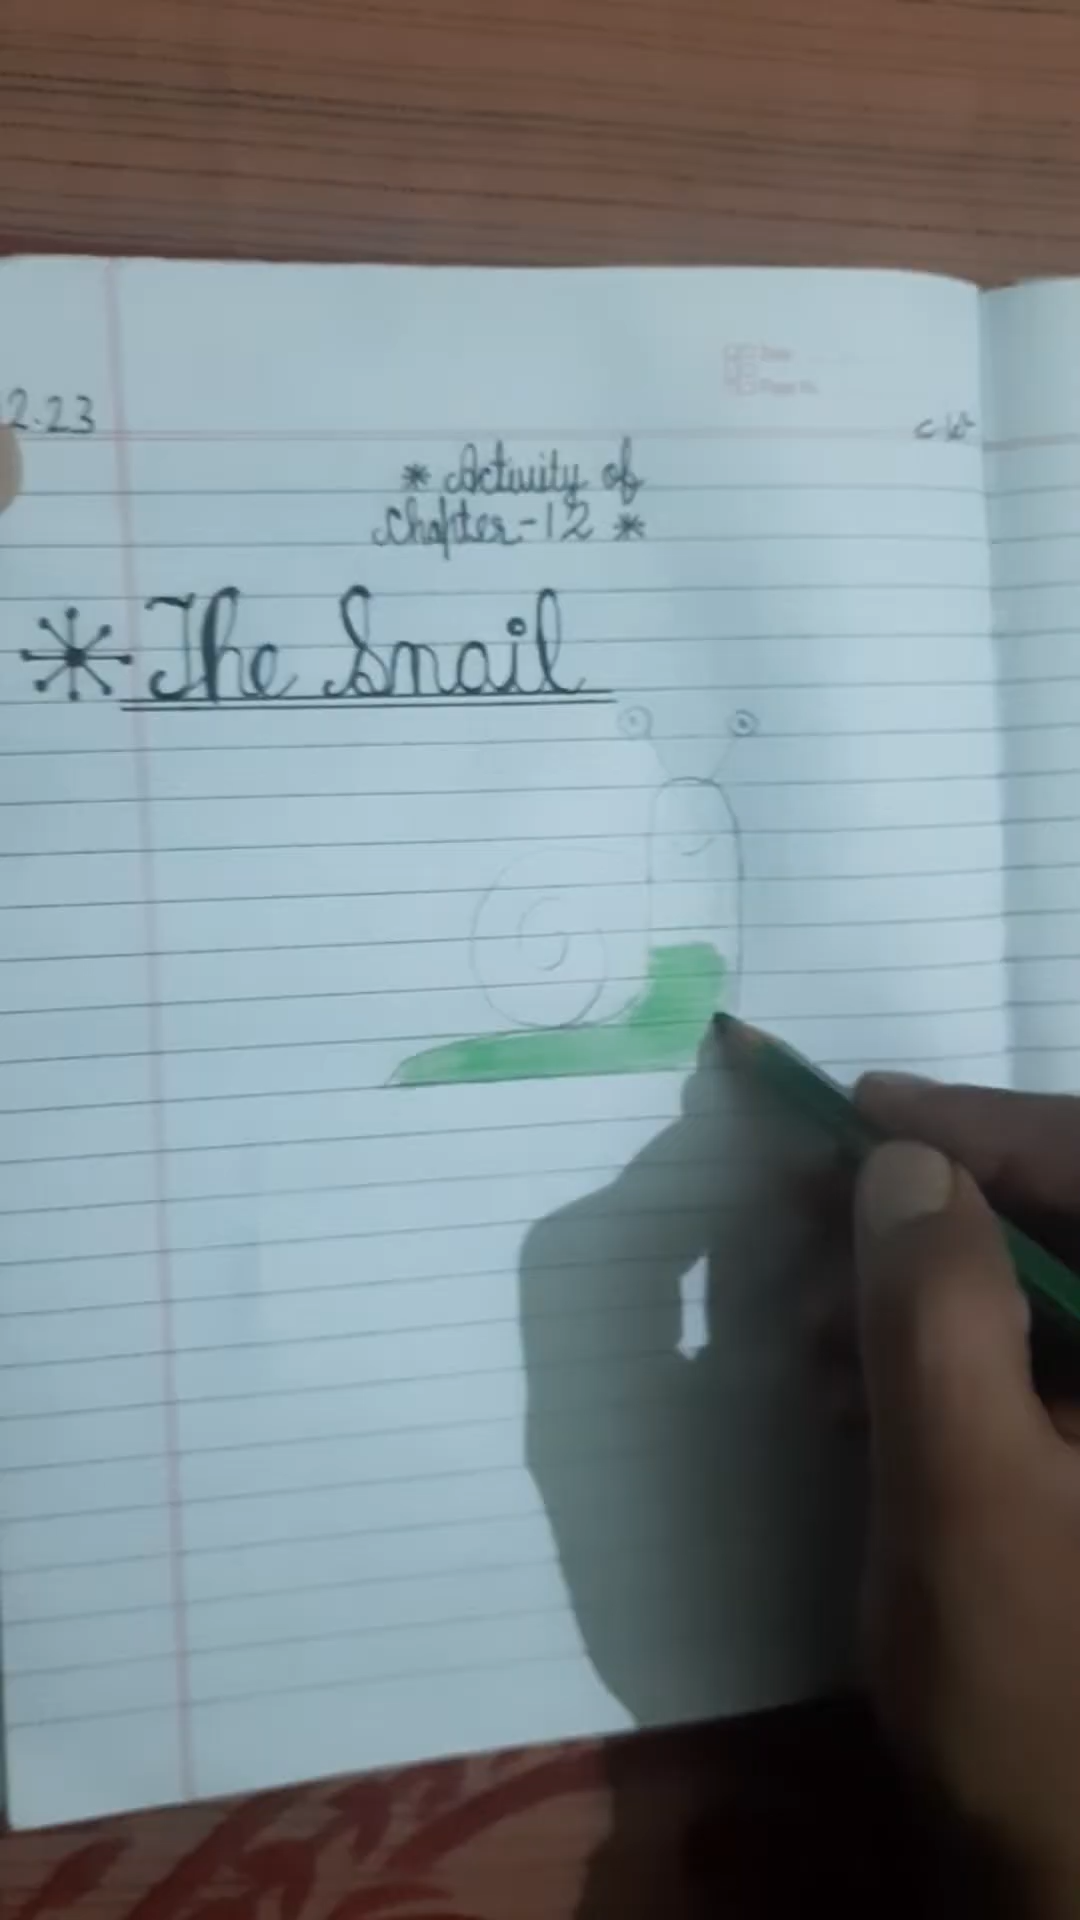 2.23
c/w
* Activity of
Chapter-12 *
* The Snail